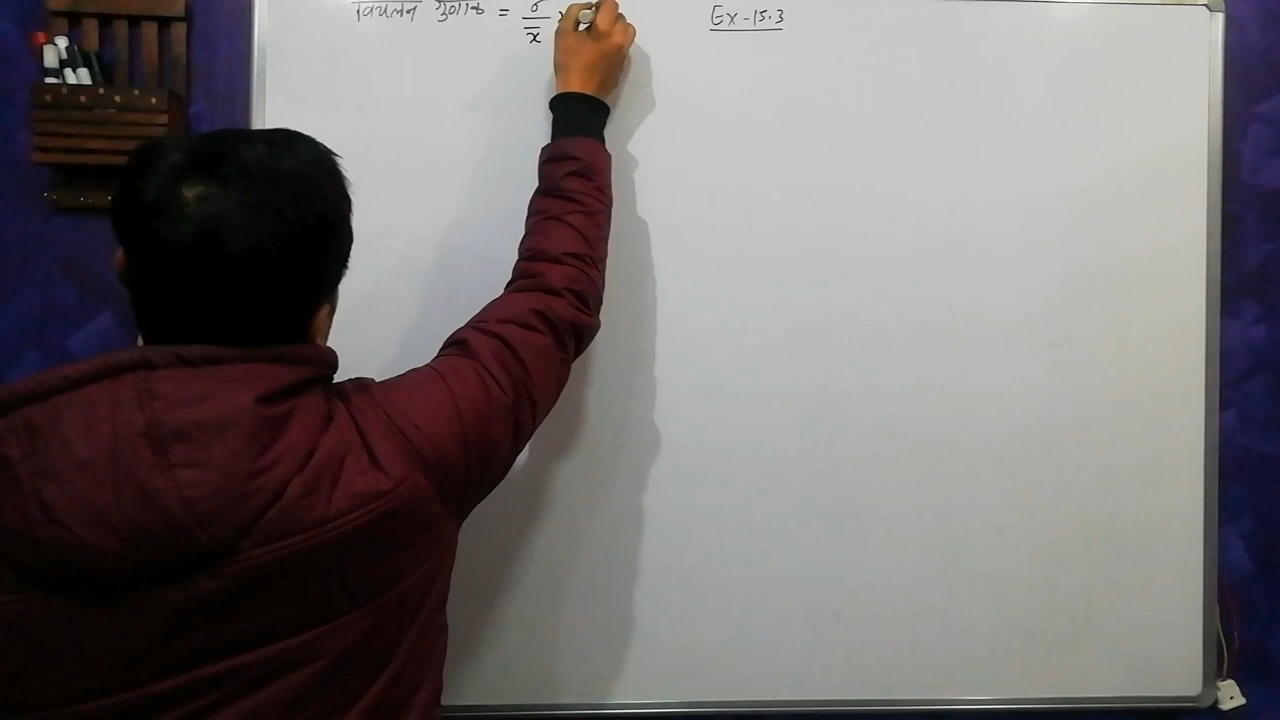 विचलन गुणांक = σ / x̄ ×
Ex-15.3